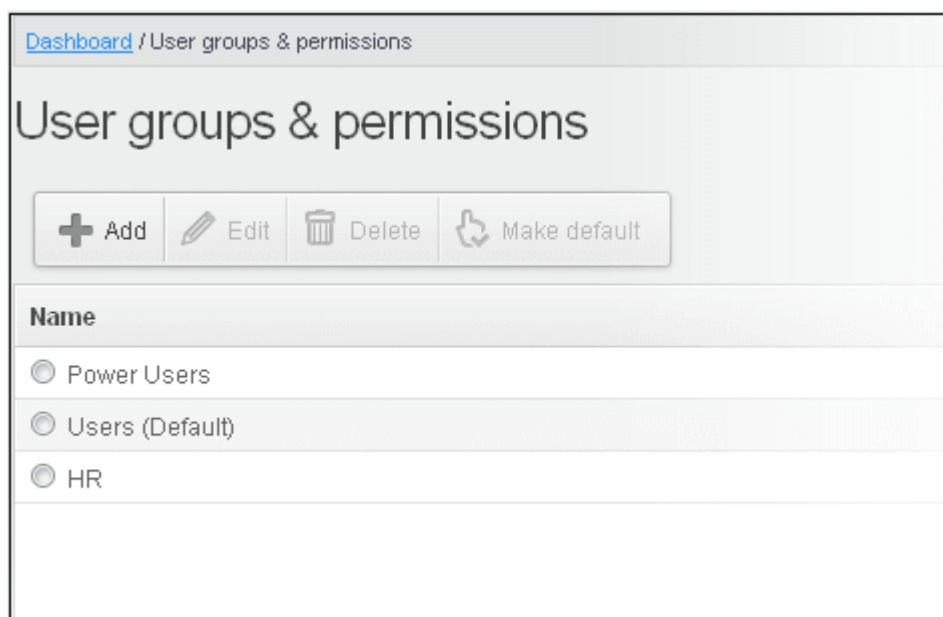 Dashboard / User groups & permissions
User groups & permissions
Add Edit Delete Make default
Name
Power Users
Users (Default)
HR